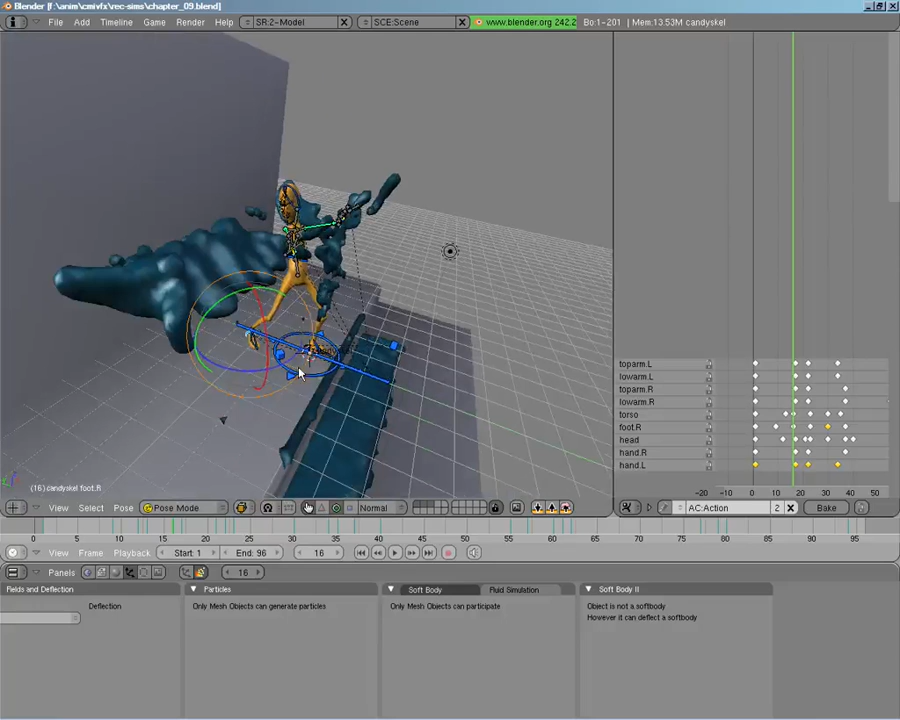 Blender [f:\anim\cmivfx\rec-sims\chapter_09.blend]
File Add Timeline Game Render Help SR:2-Model SCE:Scene www.blender.org 242.2 Bo:1-201 | Mem:13.53M candyskel
toparm.L
lowarm.L
toparm.R
lowarm.R
torso
foot.R
head
hand.R
hand.L
(16) candyskel foot.R
-20 -10 0 10 20 30 40 50
View Select Pose Pose Mode Normal AC:Action 2 Bake
0 5 10 15 20 25 30 35 40 45 50 55 60 65 70 75 80 85 90 95
View Frame Playback Start: 1 End: 96 16
Panels 16
Fields and Deflection Particles Soft Body Fluid Simulation Soft Body II
Deflection Only Mesh Objects can generate particles Only Mesh Objects can participate Object is not a softbody
However it can deflect a softbody